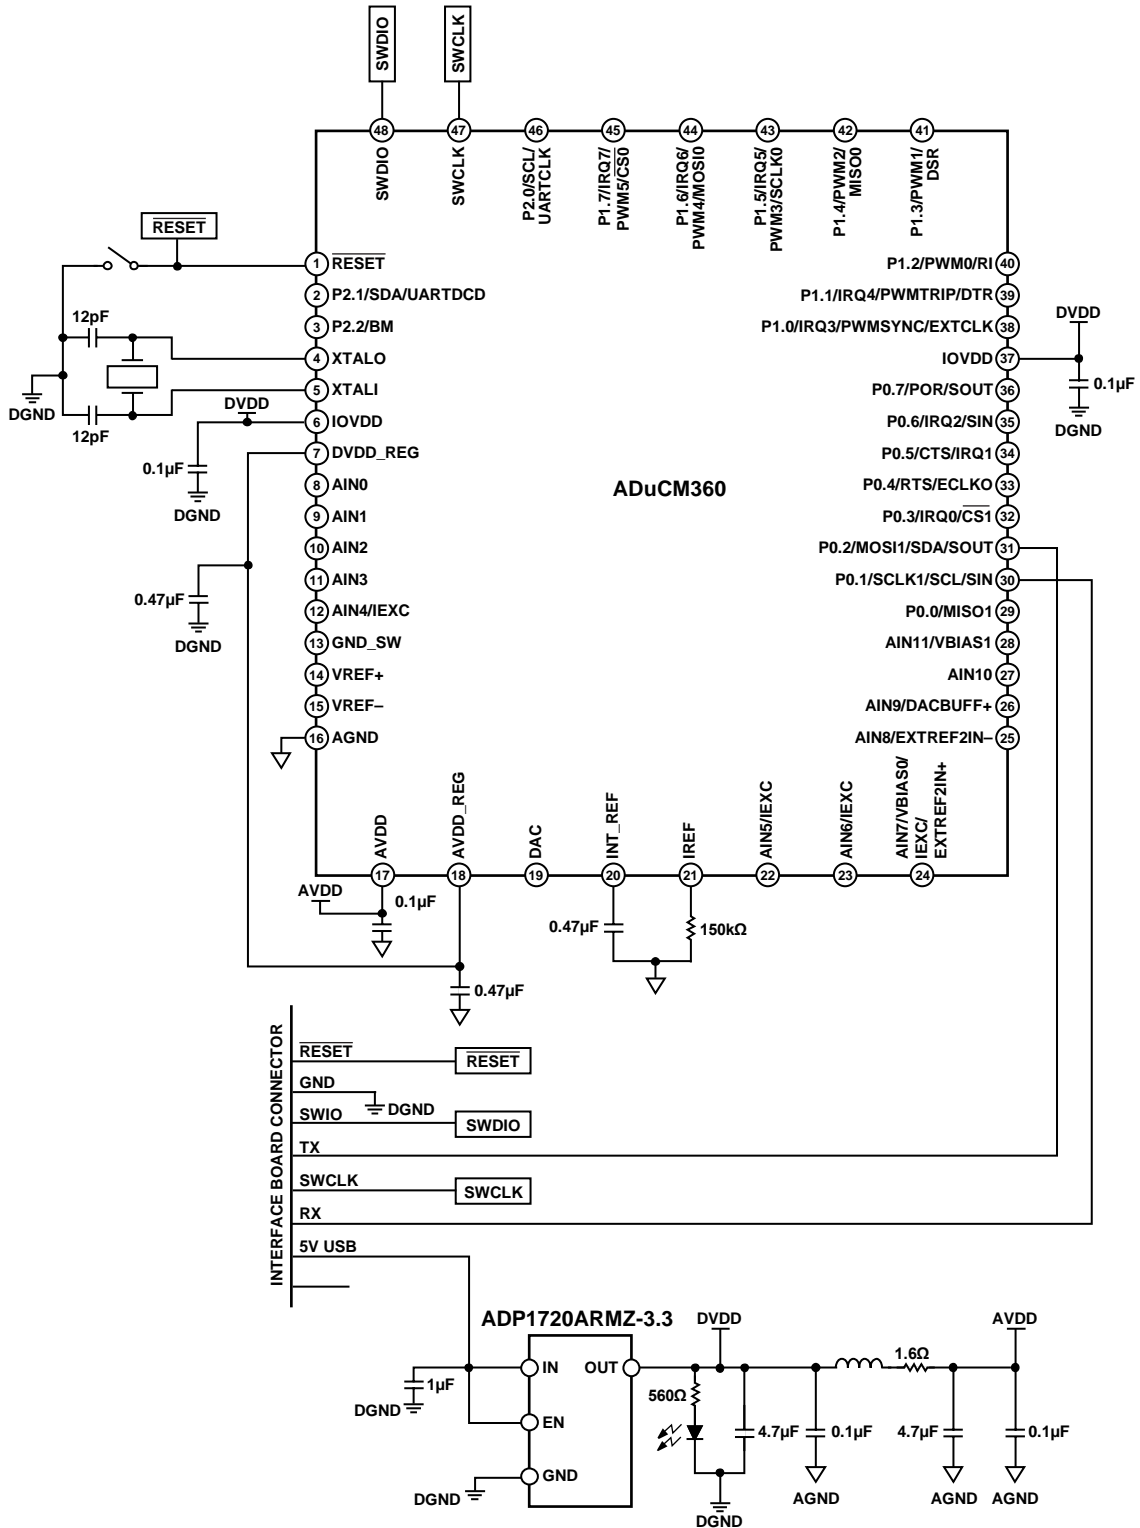 SWDIO
SWCLK
48
47
46
45
44
43
42
41
SWDIO
SWCLK
P2.0/SCL/
UARTCLK
P1.7/IRQ7/
PWM5/CS0
P1.6/IRQ6/
PWM4/MOSI0
P1.5/IRQ5/
PWM3/SCLK0
P1.4/PWM2/
MISO0
P1.3/PWM1/
DSR
RESET
12pF
12pF
DGND
DVDD
0.1µF
DGND
0.47µF
DGND
1 RESET
2 P2.1/SDA/UARTDCD
3 P2.2/BM
4 XTALO
5 XTALI
6 IOVDD
7 DVDD_REG
8 AIN0
9 AIN1
10 AIN2
11 AIN3
12 AIN4/IEXC
13 GND_SW
14 VREF+
15 VREF–
16 AGND
ADuCM360
P1.2/PWM0/RI 40
P1.1/IRQ4/PWMTRIP/DTR 39
P1.0/IRQ3/PWMSYNC/EXTCLK 38
IOVDD 37
P0.7/POR/SOUT 36
P0.6/IRQ2/SIN 35
P0.5/CTS/IRQ1 34
P0.4/RTS/ECLKO 33
P0.3/IRQ0/CS1 32
P0.2/MOSI1/SDA/SOUT 31
P0.1/SCLK1/SCL/SIN 30
P0.0/MISO1 29
AIN11/VBIAS1 28
AIN10 27
AIN9/DACBUFF+ 26
AIN8/EXTREF2IN– 25
DVDD
0.1µF
DGND
AVDD
AVDD_REG
DAC
INT_REF
IREF
AIN5/IEXC
AIN6/IEXC
AIN7/VBIAS0/
IEXC/
EXTREF2IN+
17
18
19
20
21
22
23
24
AVDD
0.1µF
0.47µF
150kΩ
0.47µF
INTERFACE BOARD CONNECTOR
RESET
RESET
GND
DGND
SWIO
SWDIO
TX
SWCLK
SWCLK
RX
5V USB
ADP1720ARMZ-3.3
IN
OUT
EN
GND
1µF
DGND
DGND
DVDD
AVDD
560Ω
1.6Ω
4.7µF
0.1µF
4.7µF
0.1µF
DGND
AGND
AGND
AGND